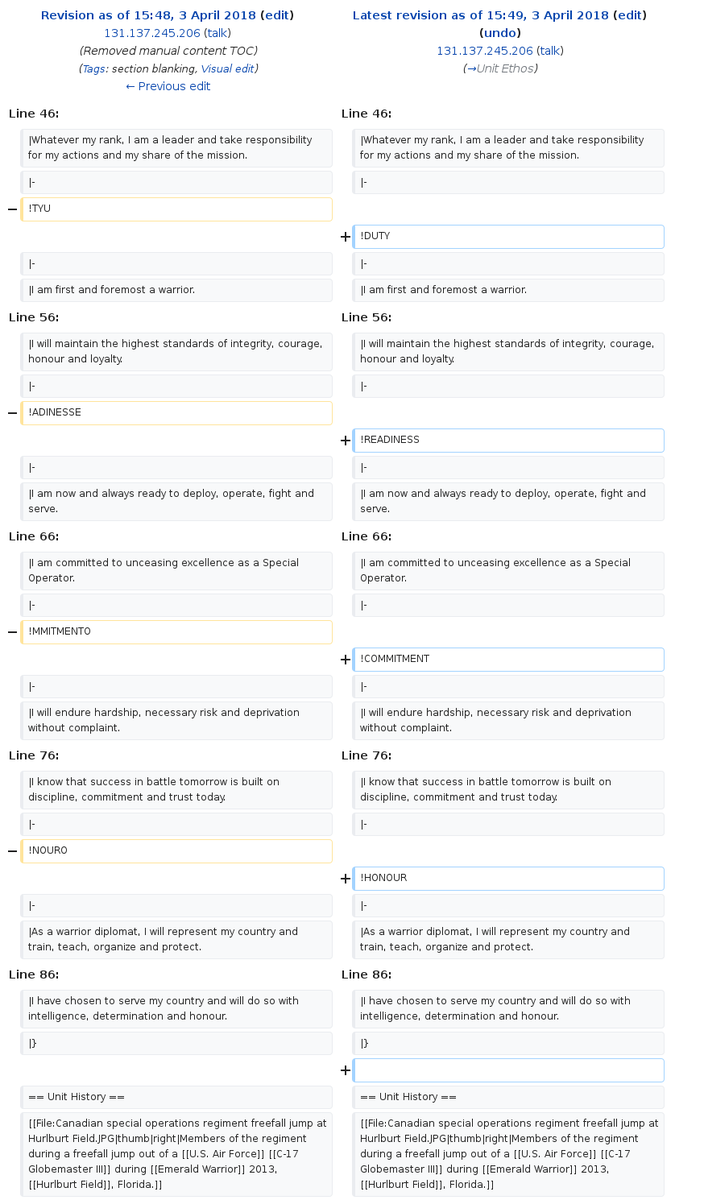 Revision as of 15:48, 3 April 2018 (edit)
131.137.245.206 (talk)
(Removed manual content TOC)
(Tags: section blanking, Visual edit)
← Previous edit
Latest revision as of 15:49, 3 April 2018 (edit)
(undo)
131.137.245.206 (talk)
(→Unit Ethos)
Line 46:
Line 46:
|Whatever my rank, I am a leader and take responsibility
for my actions and my share of the mission.
|Whatever my rank, I am a leader and take responsibility
for my actions and my share of the mission.
|-
|-
− !TYU
+ !DUTY
|-
|-
|I am first and foremost a warrior.
|I am first and foremost a warrior.
Line 56:
Line 56:
|I will maintain the highest standards of integrity, courage,
honour and loyalty.
|I will maintain the highest standards of integrity, courage,
honour and loyalty.
|-
|-
− !ADINESSE
+ !READINESS
|-
|-
|I am now and always ready to deploy, operate, fight and
serve.
|I am now and always ready to deploy, operate, fight and
serve.
Line 66:
Line 66:
|I am committed to unceasing excellence as a Special
Operator.
|I am committed to unceasing excellence as a Special
Operator.
|-
|-
− !MMITMENTO
+ !COMMITMENT
|-
|-
|I will endure hardship, necessary risk and deprivation
without complaint.
|I will endure hardship, necessary risk and deprivation
without complaint.
Line 76:
Line 76:
|I know that success in battle tomorrow is built on
discipline, commitment and trust today.
|I know that success in battle tomorrow is built on
discipline, commitment and trust today.
|-
|-
− !NOURO
+ !HONOUR
|-
|-
|As a warrior diplomat, I will represent my country and
train, teach, organize and protect.
|As a warrior diplomat, I will represent my country and
train, teach, organize and protect.
Line 86:
Line 86:
|I have chosen to serve my country and will do so with
intelligence, determination and honour.
|I have chosen to serve my country and will do so with
intelligence, determination and honour.
|}
|}
+
== Unit History ==
== Unit History ==
[[File:Canadian special operations regiment freefall jump at
Hurlburt Field.JPG|thumb|right|Members of the regiment
during a freefall jump out of a [[U.S. Air Force]] [[C-17
Globemaster III]] during [[Emerald Warrior]] 2013,
[[Hurlburt Field]], Florida.]]
[[File:Canadian special operations regiment freefall jump at
Hurlburt Field.JPG|thumb|right|Members of the regiment
during a freefall jump out of a [[U.S. Air Force]] [[C-17
Globemaster III]] during [[Emerald Warrior]] 2013,
[[Hurlburt Field]], Florida.]]